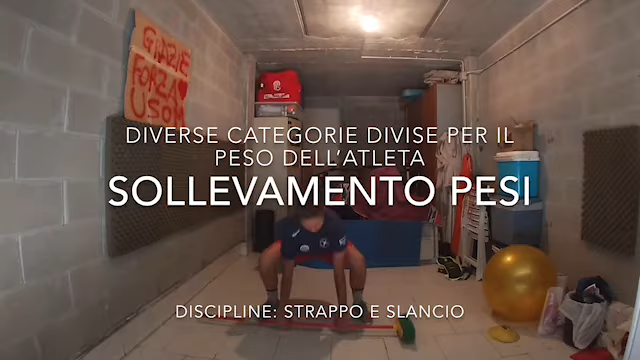 GRAZIE
FORZA
USOM
DIVERSE CATEGORIE DIVISE PER IL
PESO DELL'ATLETA
SOLLEVAMENTO PESI
DISCIPLINE: STRAPPO E SLANCIO